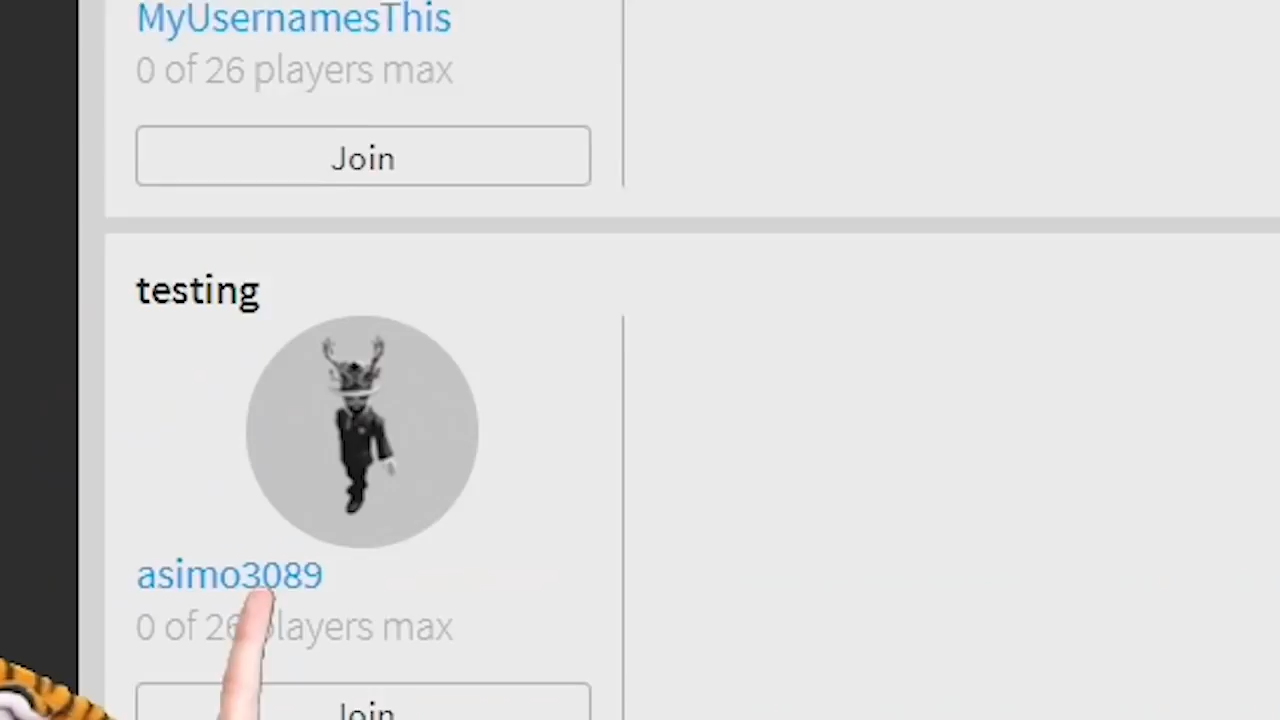 MyUsernamesThis
0 of 26 players max
Join
testing
asimo3089
0 of 26 players max
Join